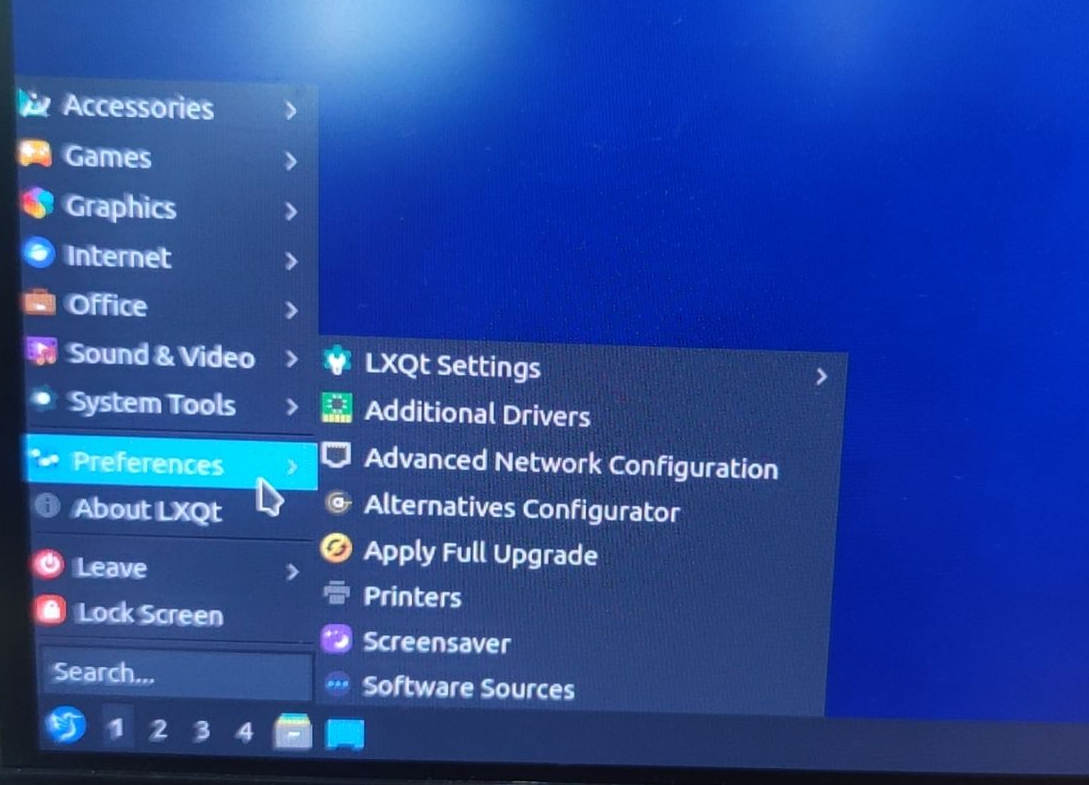 Accessories
Games
Graphics
Internet
Office
Sound & Video
System Tools
Preferences
About LXQt
Leave
Lock Screen
Search...
LXQt Settings
Additional Drivers
Advanced Network Configuration
Alternatives Configurator
Apply Full Upgrade
Printers
Screensaver
Software Sources
1 2 3 4